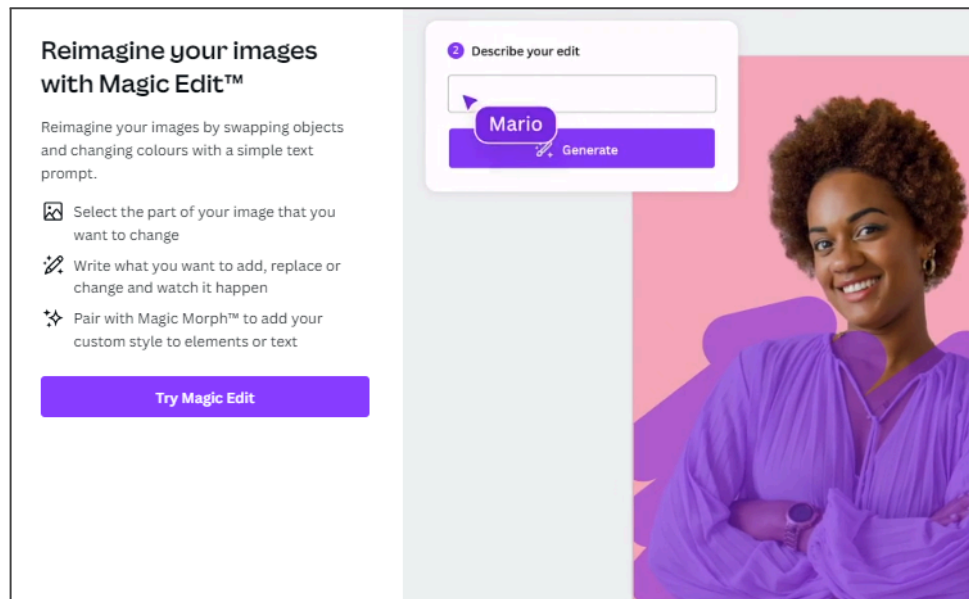 Reimagine your images
with Magic Edit™
Reimagine your images by swapping objects
and changing colours with a simple text
prompt.
Select the part of your image that you
want to change
Write what you want to add, replace or
change and watch it happen
Pair with Magic Morph™ to add your
custom style to elements or text
Try Magic Edit
2 Describe your edit
Mario
Generate